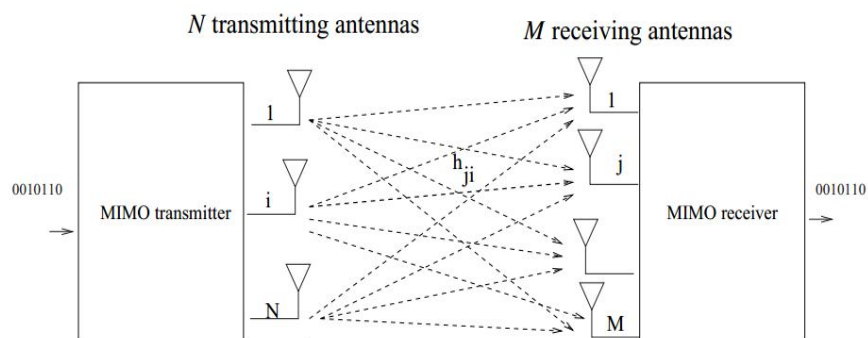 N transmitting antennas
M receiving antennas
1
i
N
h
ji
1
j
M
0010110
MIMO transmitter
MIMO receiver
0010110